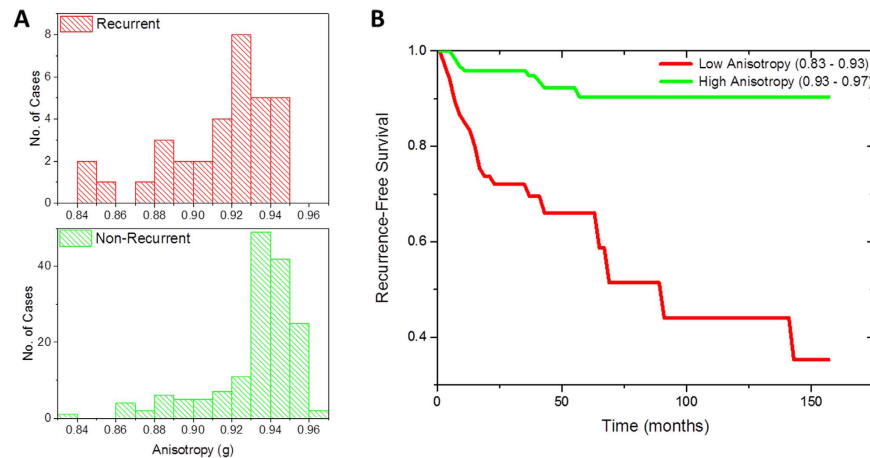 A
Recurrent
No. of Cases
8
6
4
2
0
0.84 0.86 0.88 0.90 0.92 0.94 0.96
Non-Recurrent
No. of Cases
40
20
0
0.84 0.86 0.88 0.90 0.92 0.94 0.96
Anisotropy (g)
B
Low Anisotropy (0.83 - 0.93)
High Anisotropy (0.93 - 0.97)
Recurrence-Free Survival
1.0
0.8
0.6
0.4
0 50 100 150
Time (months)